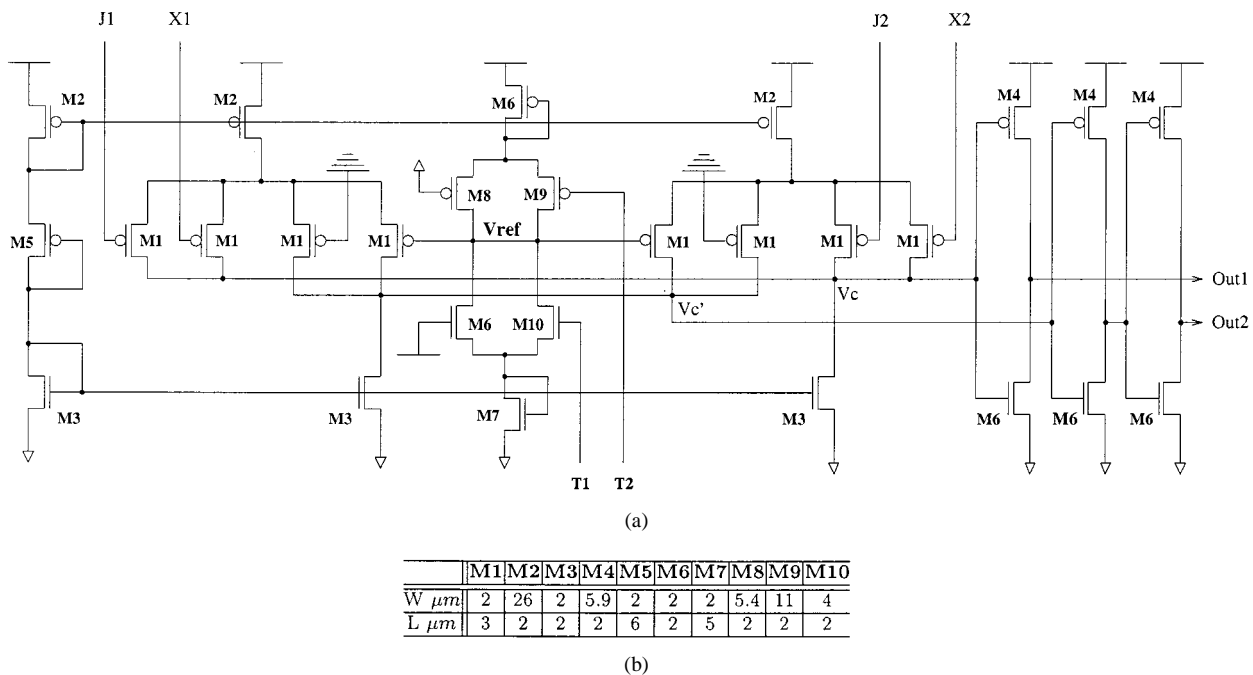 J1 X1 J2 X2
M2 M2 M6 M2 M4 M4 M4
M8 M9
M5 M1 M1 M1 M1 Vref M1 M1 M1 M1
Out1
Vc' Vc
M6 M10 Out2
M3 M3 M7 M3 M6 M6 M6
T1 T2
(a)
M1 M2 M3 M4 M5 M6 M7 M8 M9 M10
W μm 2 26 2 5.9 2 2 2 5.4 11 4
L μm 3 2 2 2 6 2 5 2 2 2
(b)